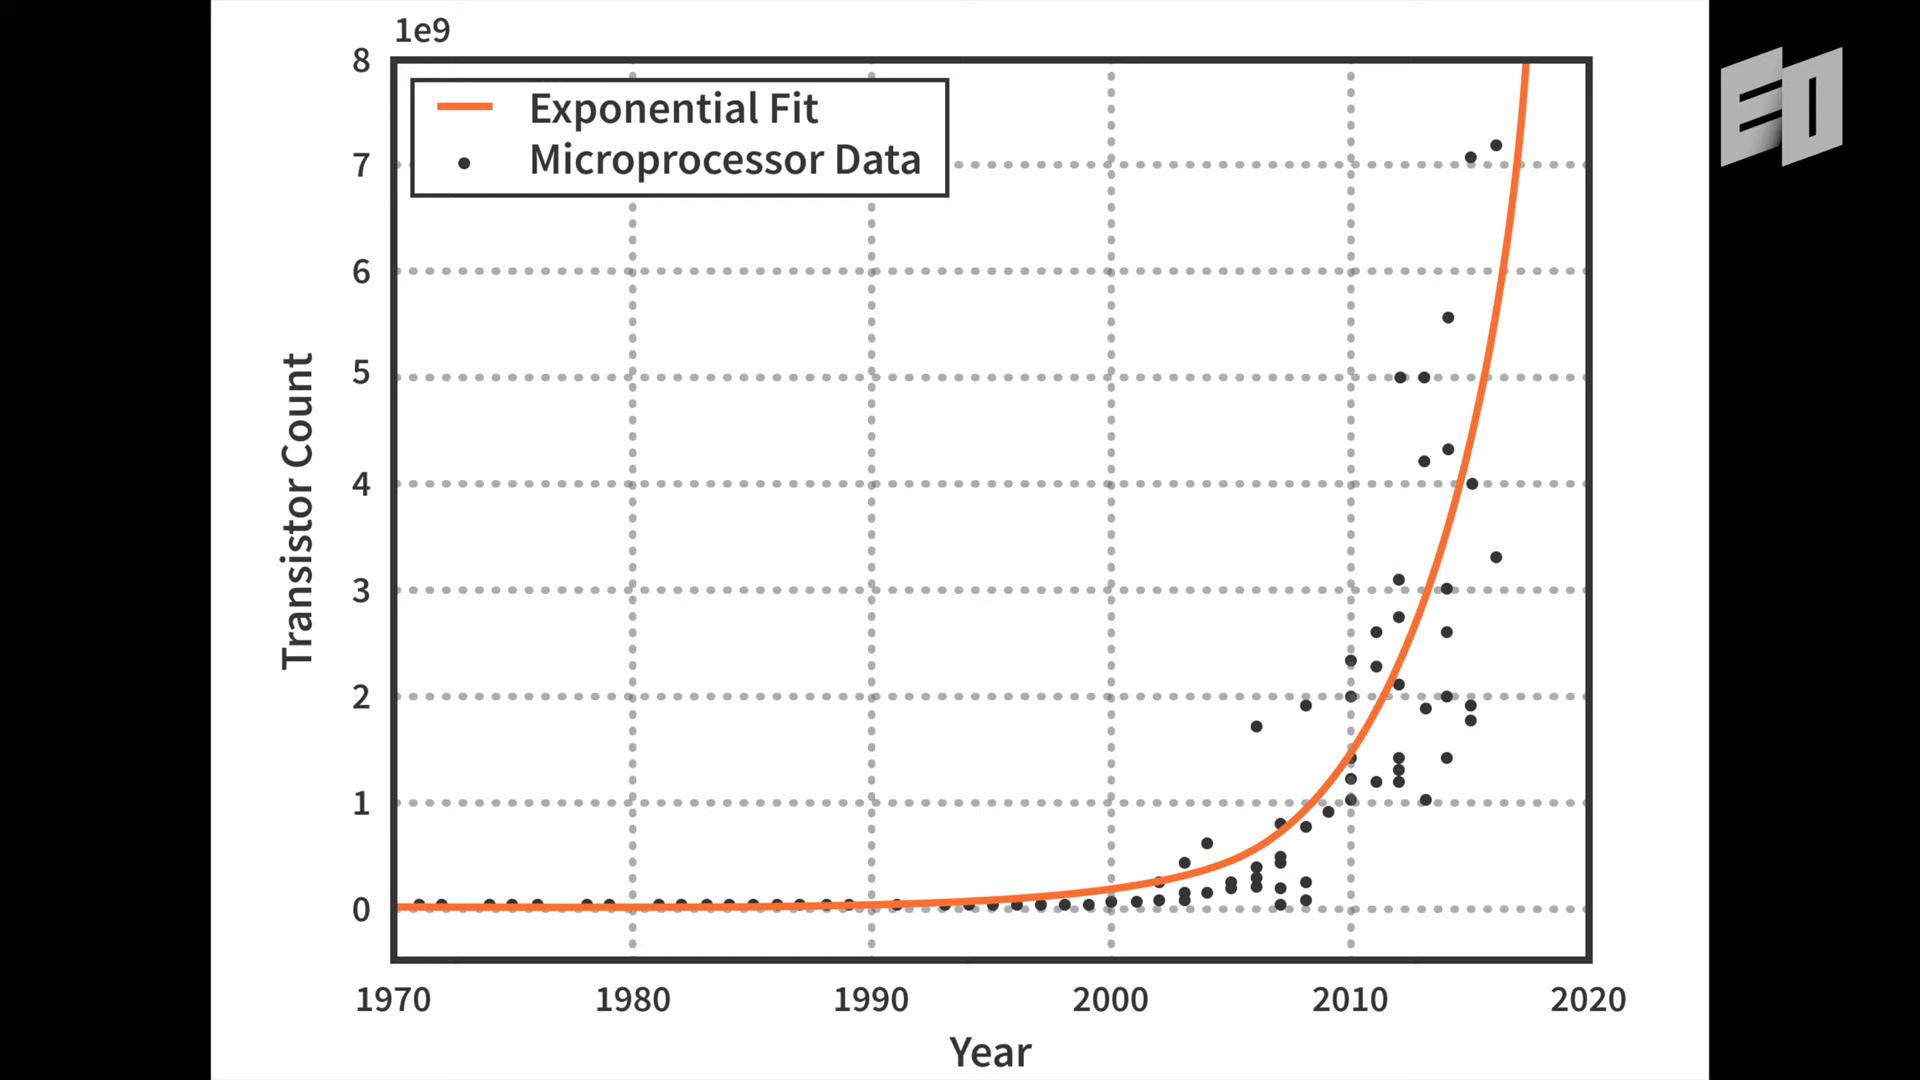 1e9
8
7
6
5
4
3
2
1
0
Exponential Fit
Microprocessor Data
Transistor Count
1970 1980 1990 2000 2010 2020
Year
EO